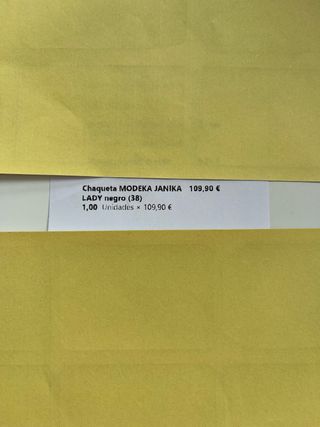 Chaqueta MODEKA JANIKA 109,90 €
LADY negro (38)
1,00 Unidades × 109,90 €